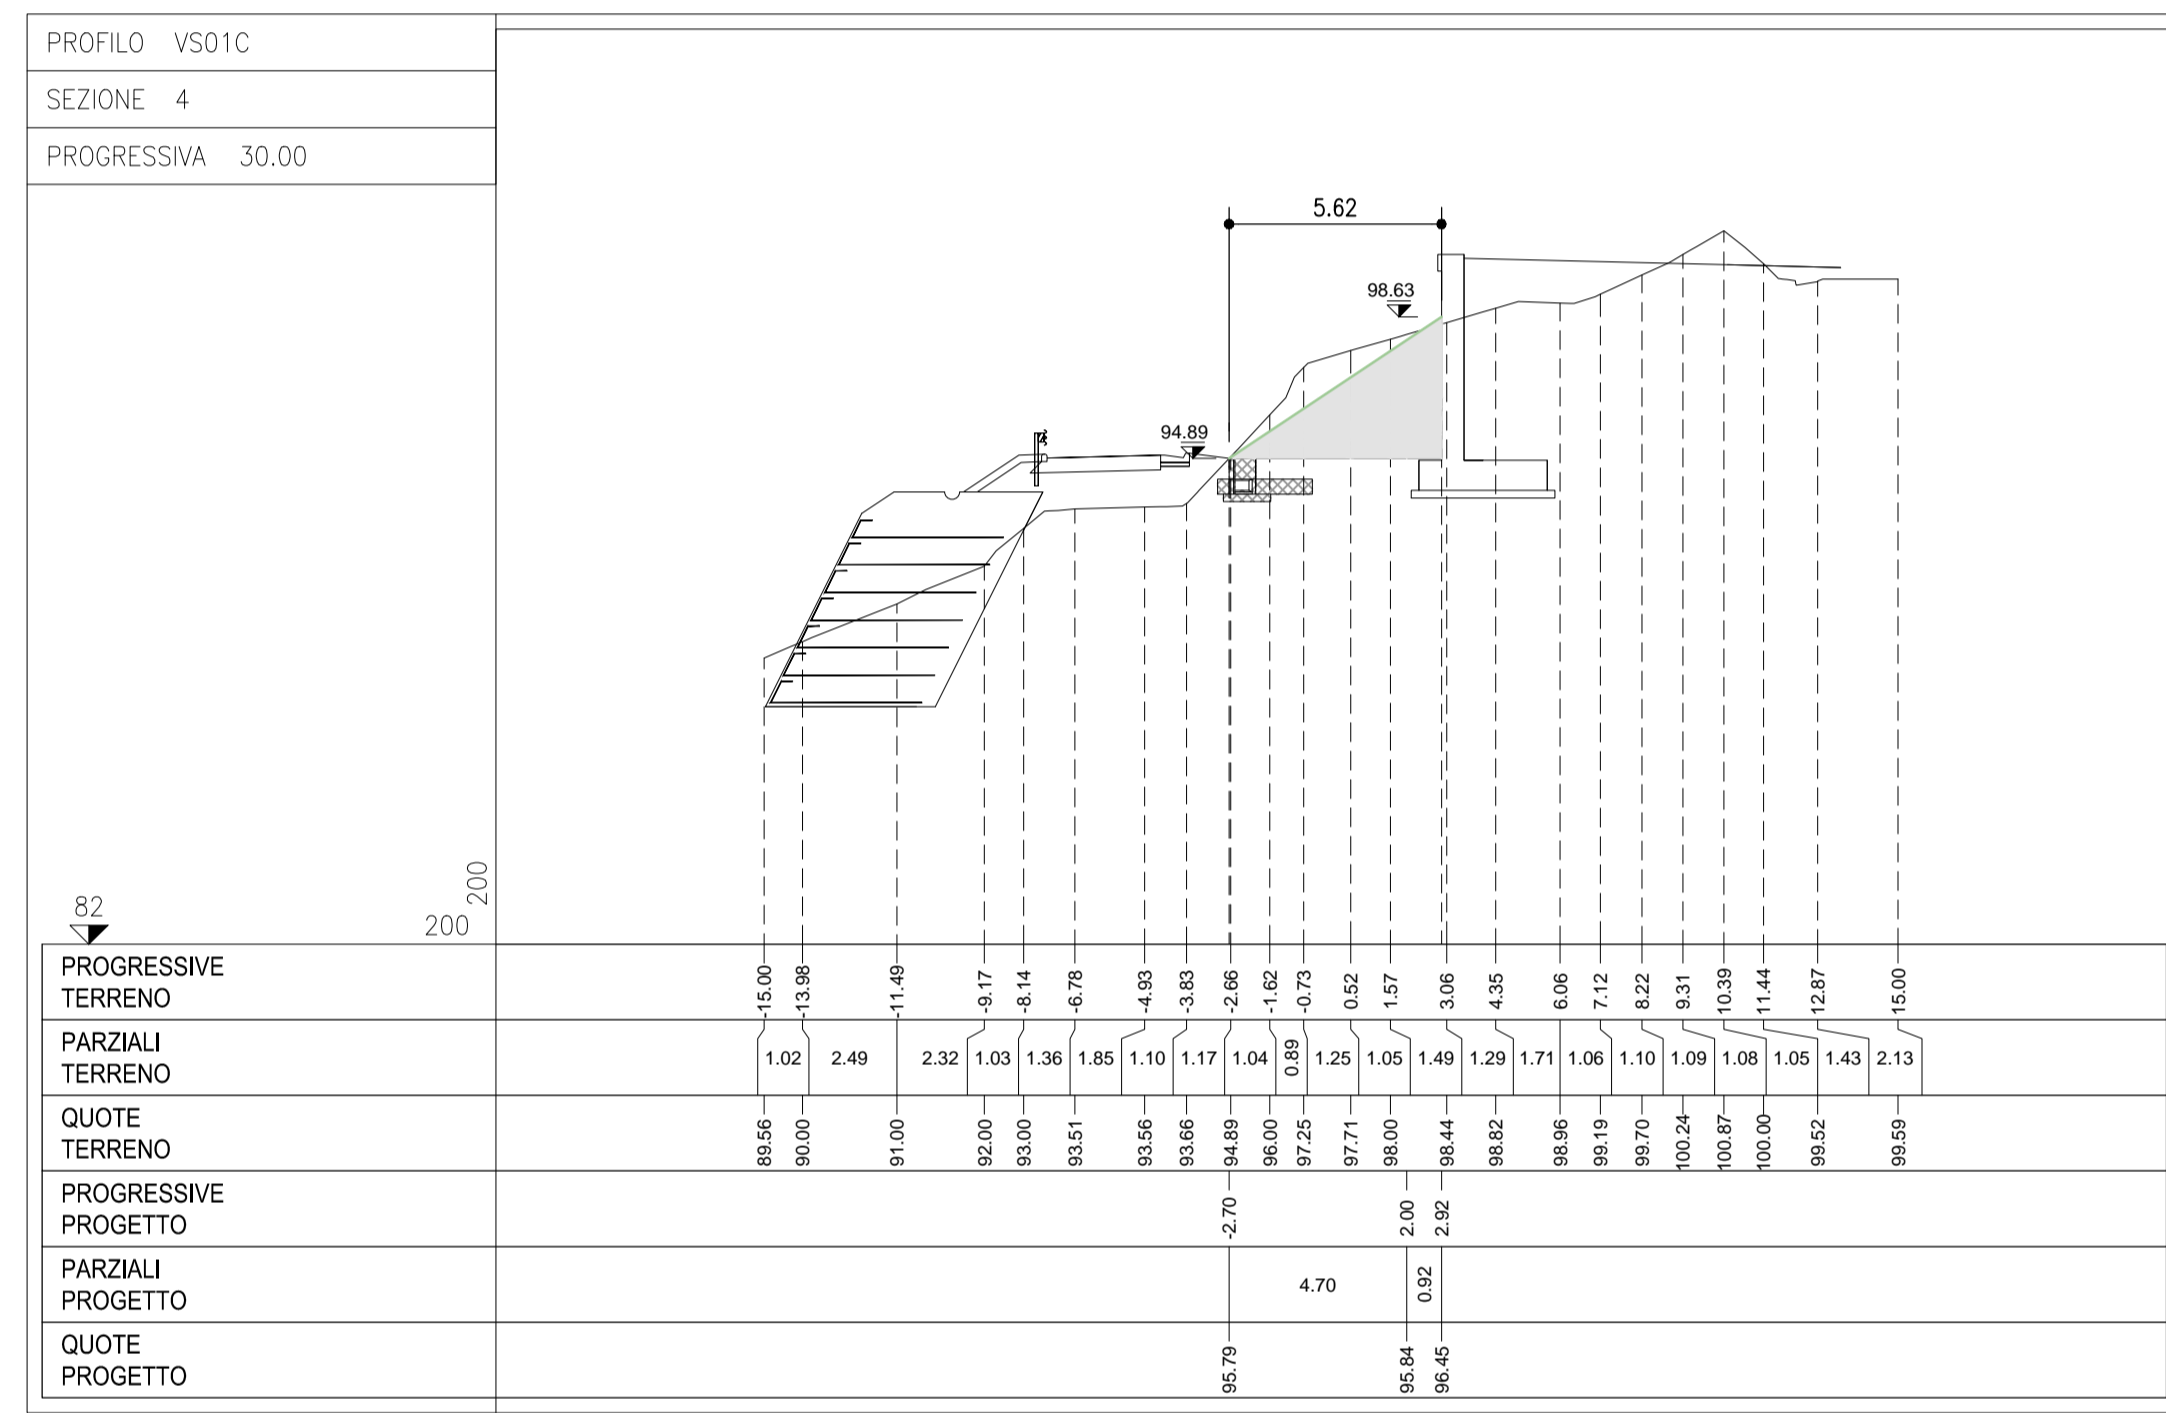 PROFILO VS01C
SEZIONE 4
PROGRESSIVA 30.00
5.62
98.63
94.89
82
200
200
PROGRESSIVE
TERRENO
-15.00 -13.98 -11.49 -9.17 -8.14 -6.78 -4.93 -3.83 -2.66 -1.62 -0.73 0.52 1.57 3.06 4.35 6.06 7.12 8.22 9.31 10.39 11.44 12.87 15.00
PARZIALI
TERRENO
1.02 2.49 2.32 1.03 1.36 1.85 1.10 1.17 1.04 0.89 1.25 1.05 1.49 1.29 1.71 1.06 1.10 1.09 1.08 1.05 1.43 2.13
QUOTE
TERRENO
89.56 90.00 91.00 92.00 93.00 93.51 93.56 93.66 94.89 96.00 97.25 97.71 98.00 98.44 98.82 98.96 99.19 99.70 100.24 100.87 100.00 99.52 99.59
PROGRESSIVE
PROGETTO
-2.70 2.00 2.92
PARZIALI
PROGETTO
4.70 0.92
QUOTE
PROGETTO
95.79 95.84 96.45